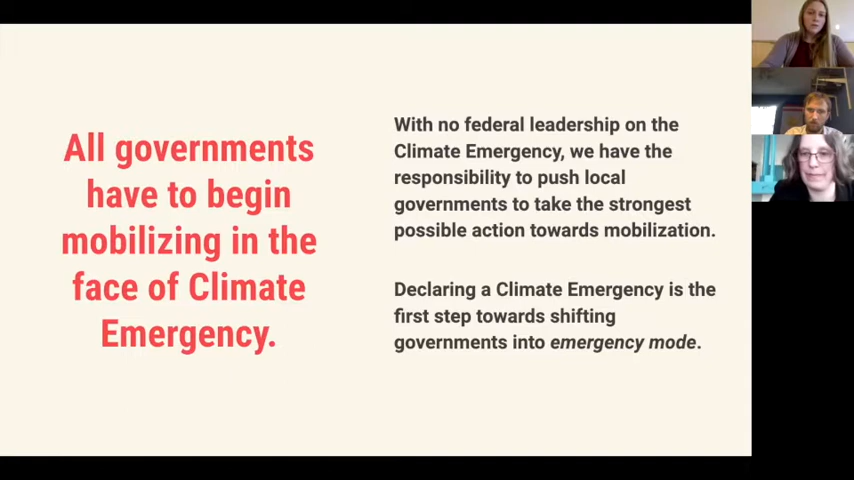 All governments
have to begin
mobilizing in the
face of Climate
Emergency.
With no federal leadership on the
Climate Emergency, we have the
responsibility to push local
governments to take the strongest
possible action towards mobilization.
Declaring a Climate Emergency is the
first step towards shifting
governments into emergency mode.